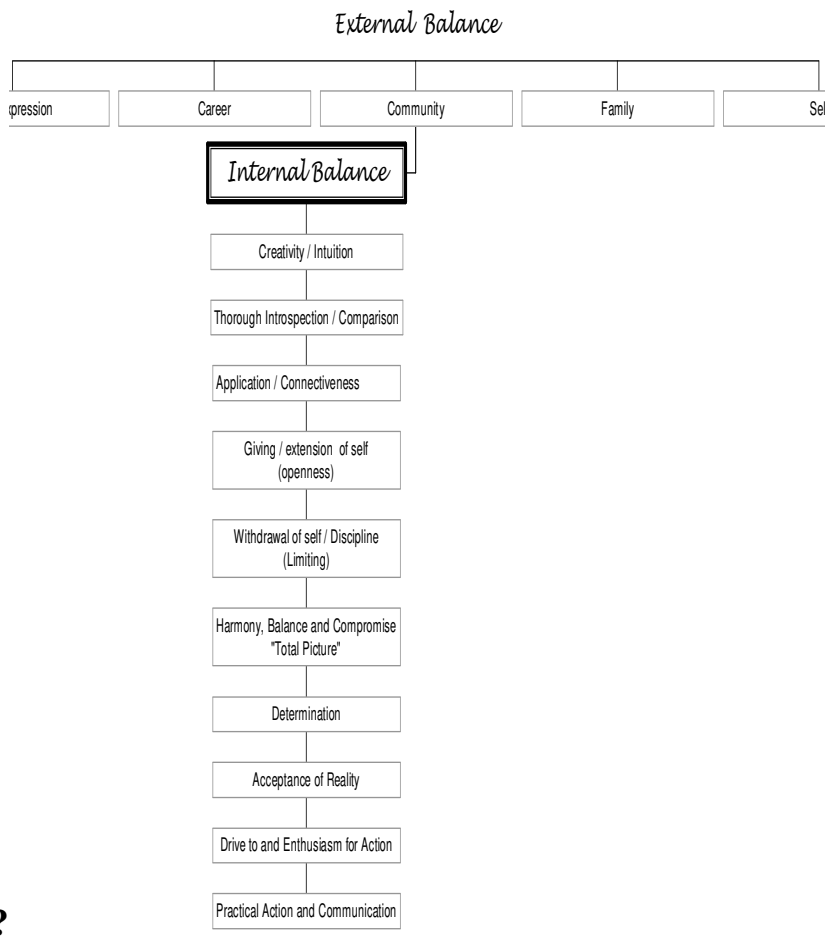 External Balance
xpression
Career
Community
Family
Sel
Internal Balance
Creativity / Intuition
Thorough Introspection / Comparison
Application / Connectiveness
Giving / extension of self
(openness)
Withdrawal of self / Discipline
(Limiting)
Harmony, Balance and Compromise
"Total Picture"
Determination
Acceptance of Reality
Drive to and Enthusiasm for Action
Practical Action and Communication
?